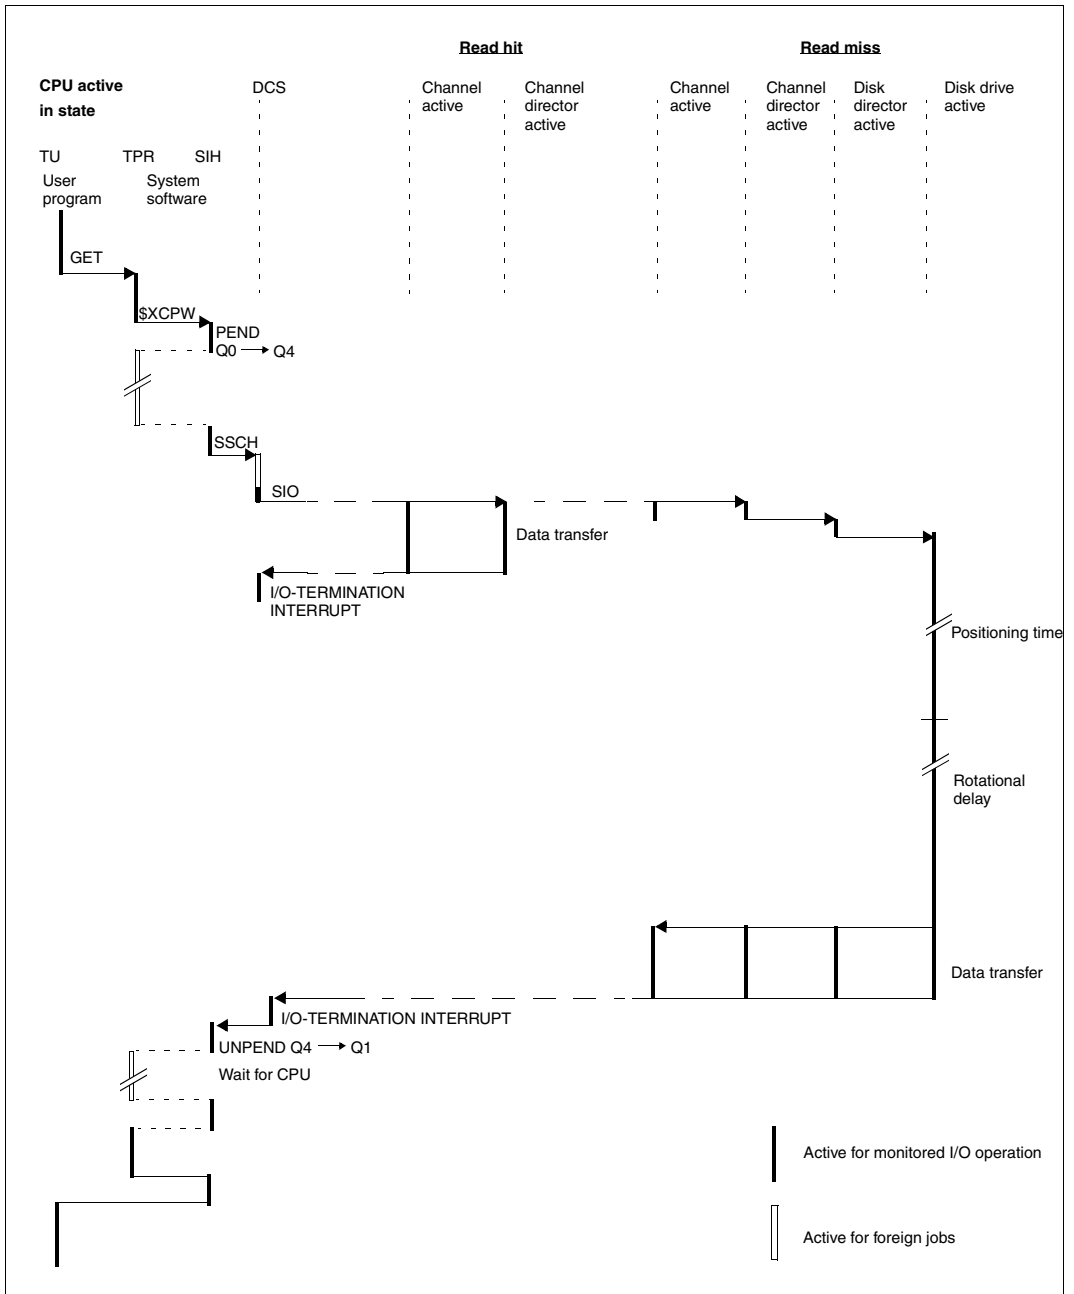 Read hit
Read miss
CPU active
in state
DCS
Channel
active
Channel
director
active
Channel
active
Channel
director
active
Disk
director
active
Disk drive
active
TU
TPR
SIH
User
program
System
software
GET
$XCPW
PEND
Q0 → Q4
SSCH
SIO
Data transfer
I/O-TERMINATION
INTERRUPT
Positioning time
Rotational
delay
Data transfer
I/O-TERMINATION INTERRUPT
UNPEND Q4 → Q1
Wait for CPU
Active for monitored I/O operation
Active for foreign jobs